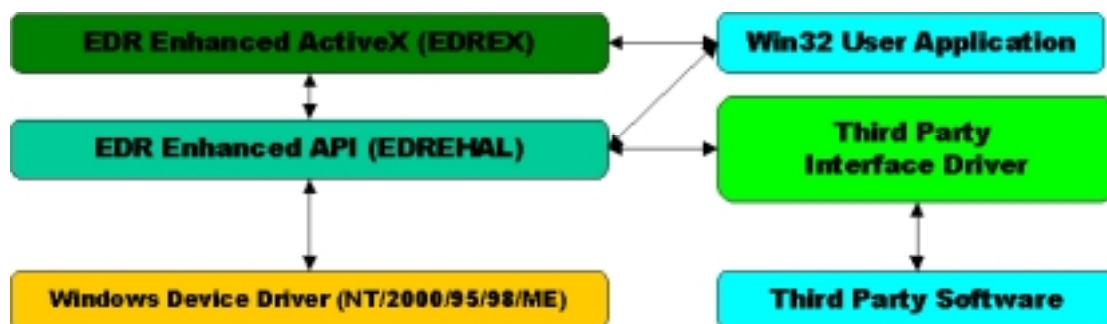 EDR Enhanced ActiveX (EDREX)
Win32 User Application
EDR Enhanced API (EDREHAL)
Third Party
Interface Driver
Windows Device Driver (NT/2000/95/98/ME)
Third Party Software